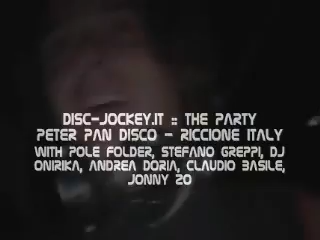 DISC-JOCKEY.IT :: THE PARTY
PETER PAN DISCO - RICCIONE ITALY
WITH POLE FOLDER, STEFANO GREPPI, DJ
ONIRIKA, ANDREA DORIA, CLAUDIO BASILE,
JONNY 20